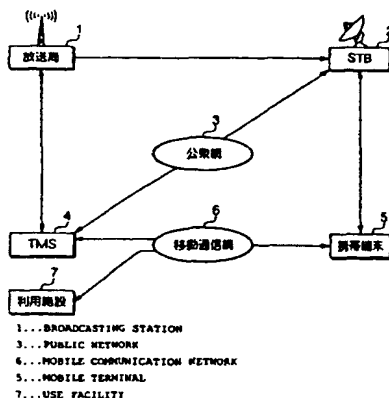 1
放送局
STB
3
公衆網
4
TMS
6
移動通信網
5
携帯端末
7
利用施設
1...BROADCASTING STATION
3...PUBLIC NETWORK
6...MOBILE COMMUNICATION NETWORK
5...MOBILE TERMINAL
7...USE FACILITY